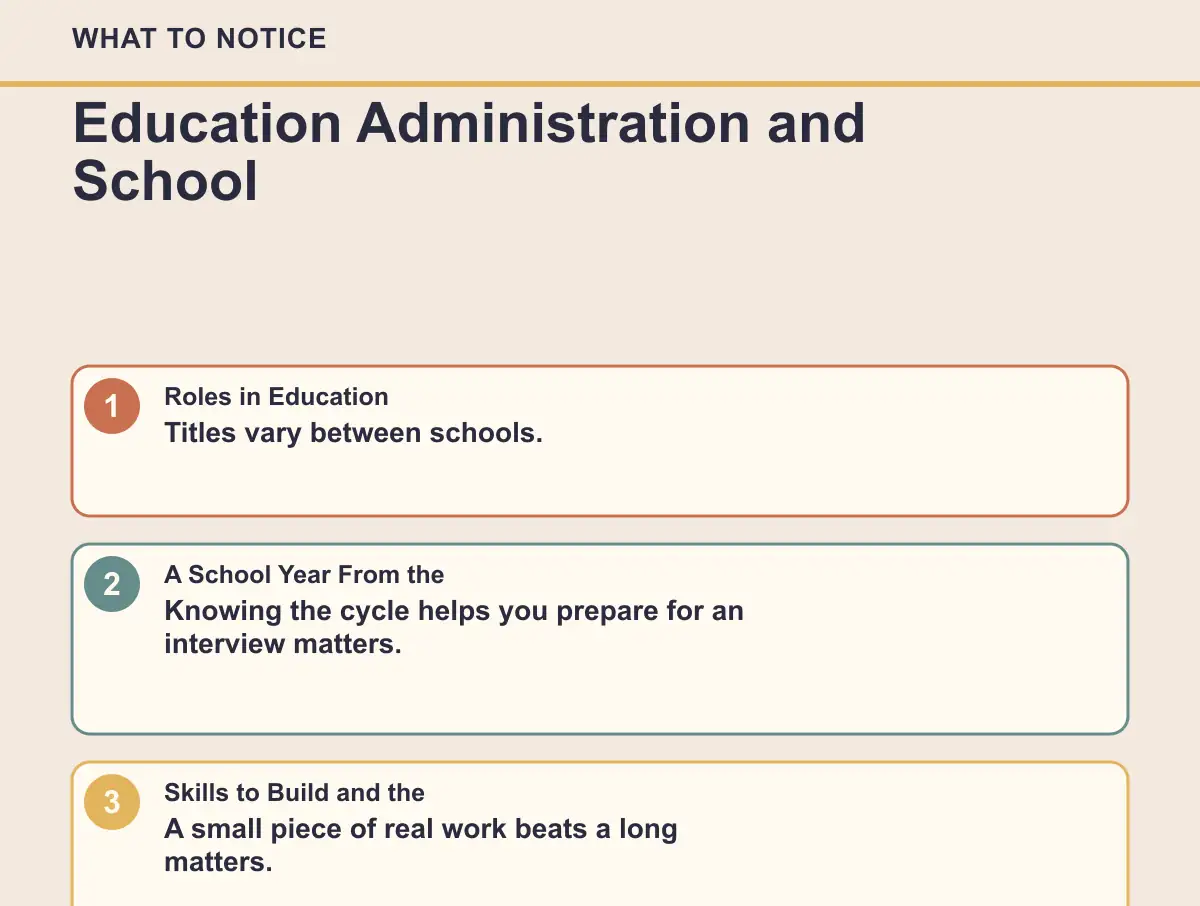 WHAT TO NOTICE
Education Administration and
School
1
Roles in Education
Titles vary between schools.
2
A School Year From the
Knowing the cycle helps you prepare for an
interview matters.
3
Skills to Build and the
A small piece of real work beats a long
matters.